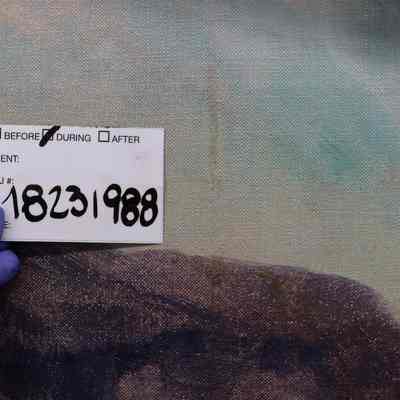 BEFORE DURING AFTER
ENT:
#:
18231988
E: